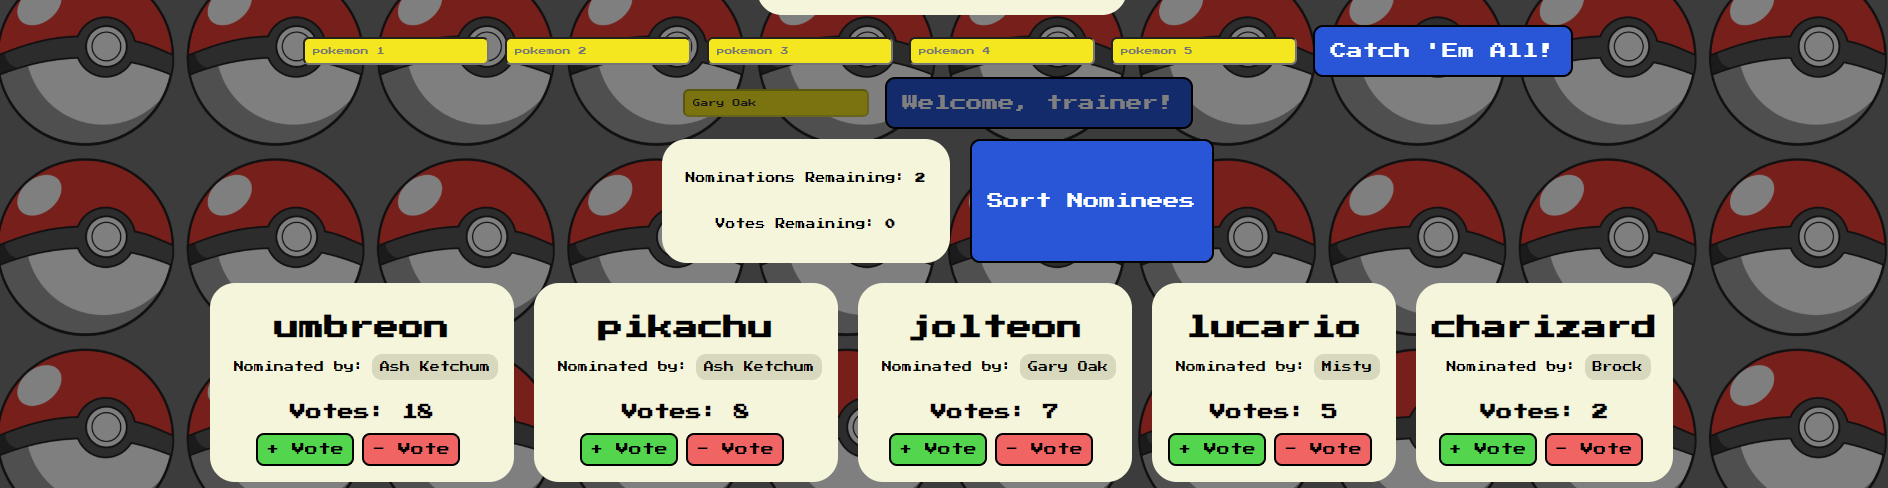 pokemon 1 pokemon 2 pokemon 3 pokemon 4 pokemon 5 Catch 'Em All!
Gary Oak Welcome, trainer!
Nominations Remaining: 2
Votes Remaining: 0
Sort Nominees
umbreon
Nominated by: Ash Ketchum
Votes: 18
+ Vote - Vote
pikachu
Nominated by: Ash Ketchum
Votes: 8
+ Vote - Vote
jolteon
Nominated by: Gary Oak
Votes: 7
+ Vote - Vote
lucario
Nominated by: Misty
Votes: 5
+ Vote - Vote
charizard
Nominated by: Brock
Votes: 2
+ Vote - Vote